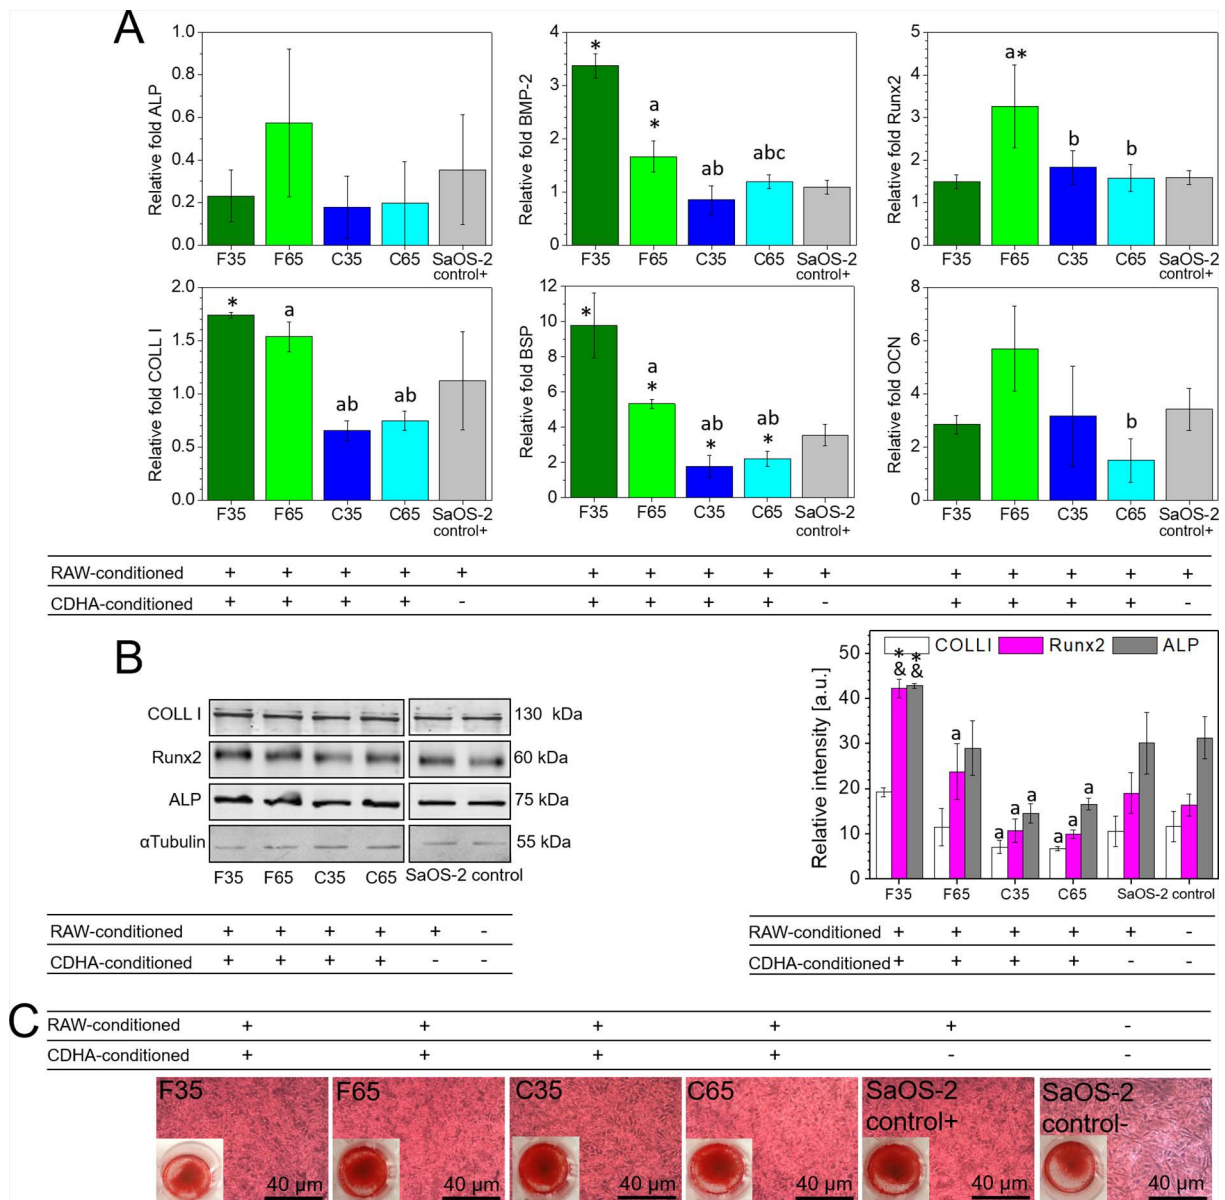 A
Relative fold ALP
1.0
0.8
0.6
0.4
0.2
0.0
F35 F65 C35 C65 SaOS-2
control+
Relative fold BMP-2
4
3
2
1
0
*
a
*
ab
abc
F35 F65 C35 C65 SaOS-2
control+
Relative fold Runx2
5
4
3
2
1
0
a*
b
b
F35 F65 C35 C65 SaOS-2
control+
Relative fold COLL I
2.0
1.5
1.0
0.5
0.0
*
a
ab
ab
F35 F65 C35 C65 SaOS-2
control+
Relative fold BSP
12
10
8
6
4
2
0
*
a
*
ab
*
ab
*
F35 F65 C35 C65 SaOS-2
control+
Relative fold OCN
8
6
4
2
0
b
F35 F65 C35 C65 SaOS-2
control+
RAW-conditioned + + + + + + + + + + + + + + +
CDHA-conditioned + + + + - + + + + - + + + + -
B
COLL I 130 kDa
Runx2 60 kDa
ALP 75 kDa
αTubulin 55 kDa
F35 F65 C35 C65 SaOS-2 control
RAW-conditioned + + + + + -
CDHA-conditioned + + + + - -
COLLI Runx2 ALP
Relative intensity [a.u.]
50
40
30
20
10
0
* *
& &
a
a a
a a a
F35 F65 C35 C65 SaOS-2 control
RAW-conditioned + + + + + -
CDHA-conditioned + + + + - -
C
RAW-conditioned + + + + + -
CDHA-conditioned + + + + - -
F35
40 µm
F65
40 µm
C35
40 µm
C65
40 µm
SaOS-2
control+
40 µm
SaOS-2
control-
40 µm